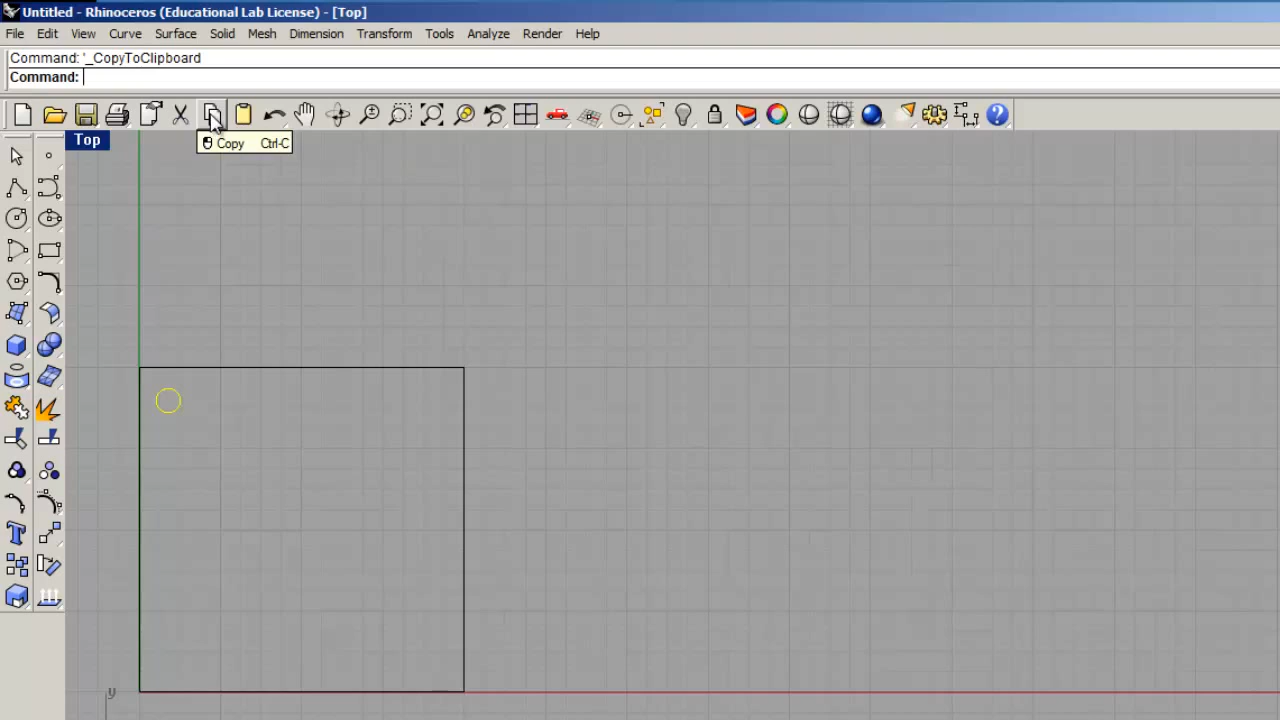 Untitled - Rhinoceros (Educational Lab License) - [Top]
File Edit View Curve Surface Solid Mesh Dimension Transform Tools Analyze Render Help
Command: '_CopyToClipboard
Command:
Copy Ctrl-C
Top
y